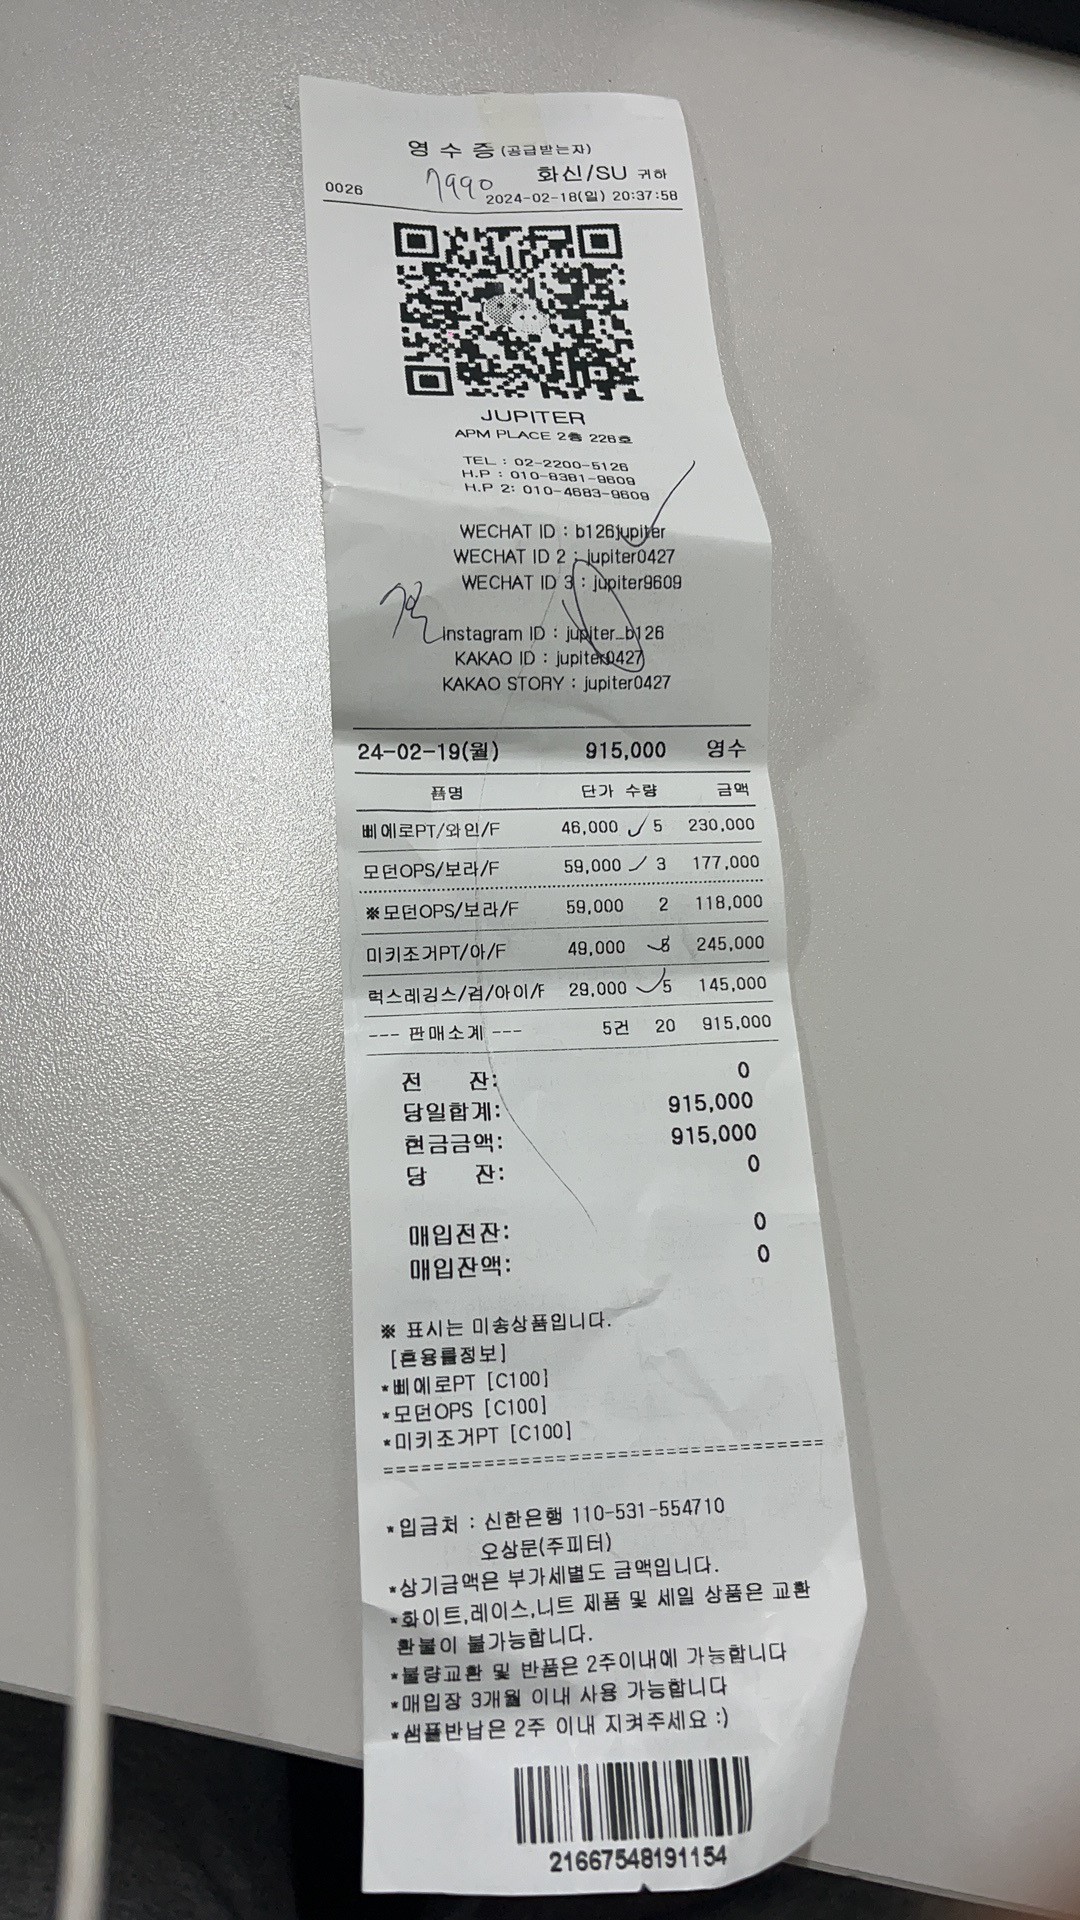 영 수 증 (공급받는자)
7990 화신/SU 귀하
0026 2024-02-18(일) 20:37:58
JUPITER
APM PLACE 2층 226호
TEL : 02-2200-5126
H.P : 010-8381-9609
H.P 2: 010-4683-9609
WECHAT ID : b126jupiter
WECHAT ID 2 : jupiter0427
WECHAT ID 3 : jupiter9609
Instagram ID : jupiter_b126
KAKAO ID : jupiter0427
KAKAO STORY : jupiter0427
24-02-19(월) 915,000 영수
품명 단가 수량 금액
삐에로PT/와인/F 46,000 5 230,000
모던OPS/보라/F 59,000 3 177,000
※모던OPS/보라/F 59,000 2 118,000
미키조거PT/아/F 49,000 5 245,000
럭스레깅스/검/아이/F 29,000 5 145,000
--- 판매소계 --- 5건 20 915,000
전 잔: 0
당일합계: 915,000
현금금액: 915,000
당 잔: 0
매입전잔: 0
매입잔액: 0
※ 표시는 미송상품입니다.
[혼용률정보]
*삐에로PT [C100]
*모던OPS [C100]
*미키조거PT [C100]
=====================================
*입금처 : 신한은행 110-531-554710
오상문(주피터)
*상기금액은 부가세별도 금액입니다.
*화이트,레이스,니트 제품 및 세일 상품은 교환
환불이 불가능합니다.
*불량교환 및 반품은 2주이내에 가능합니다
*매입장 3개월 이내 사용 가능합니다
*샘플반납은 2주 이내 지켜주세요 :)
21667548191154